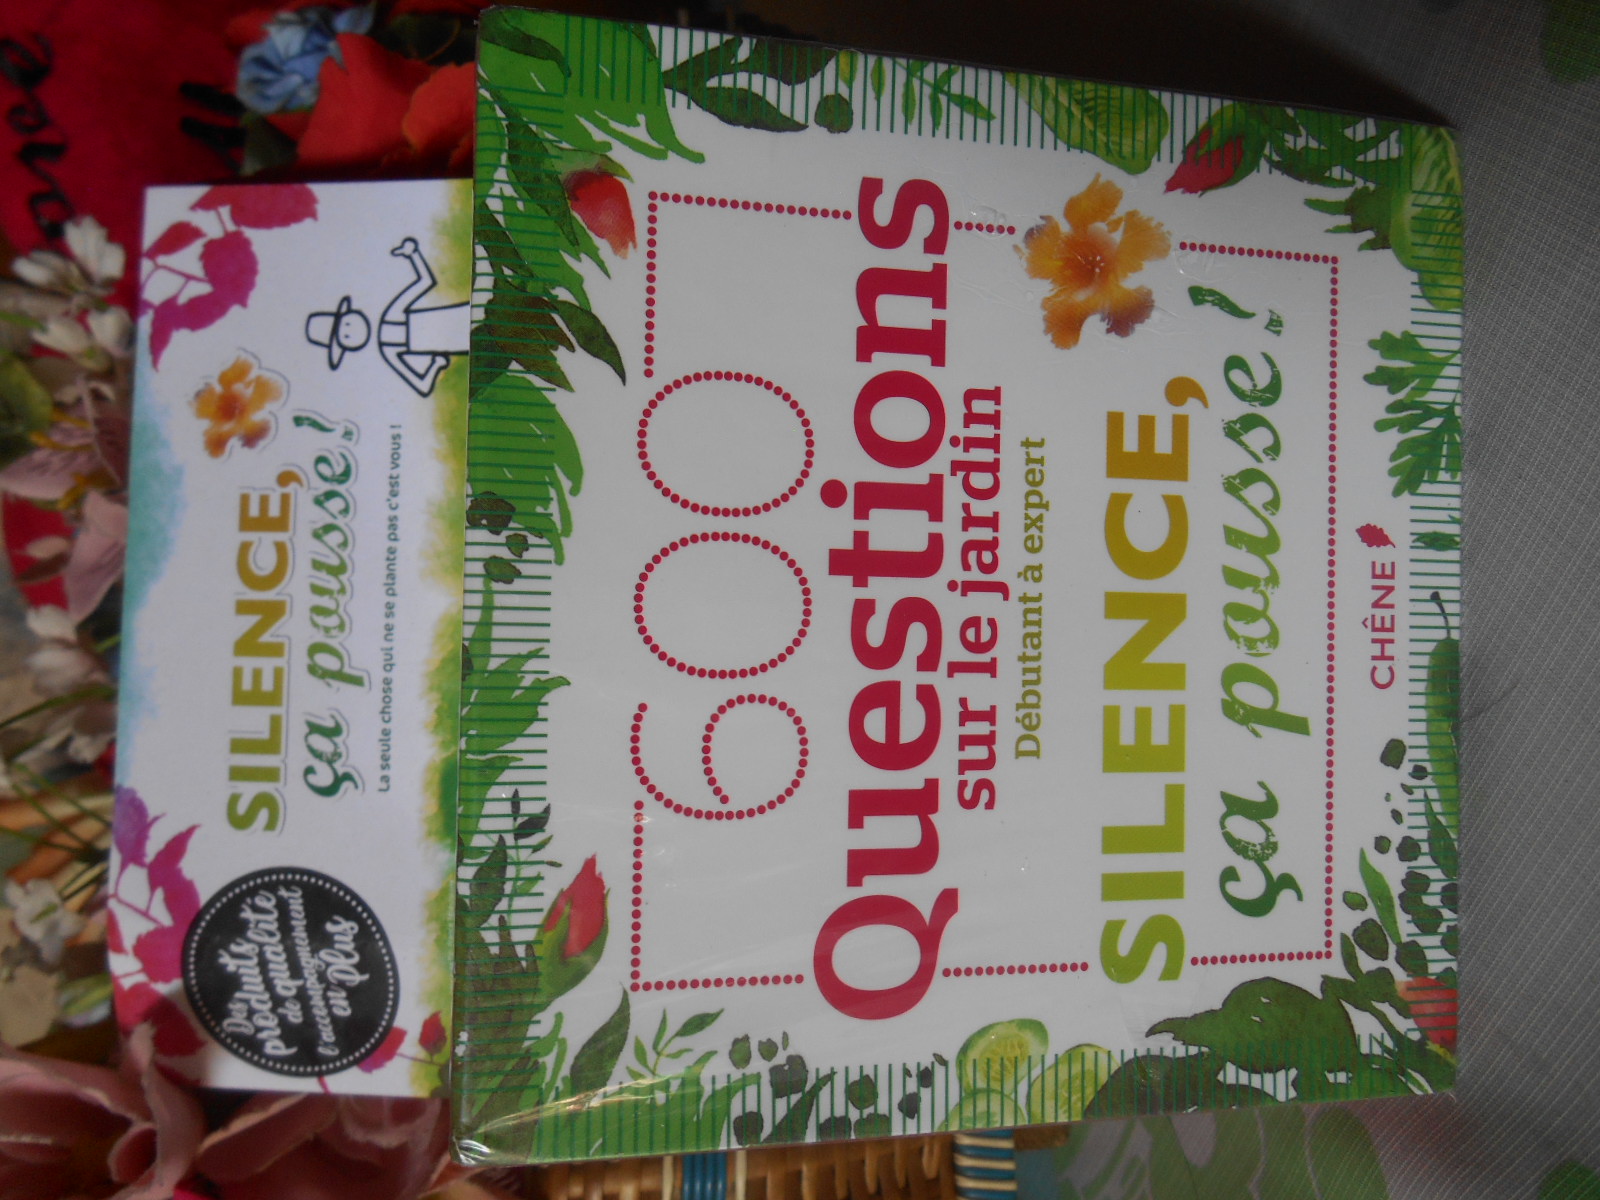 600
Questions
sur le jardin
Débutant à expert
SILENCE,
ça pousse !
CHÊNE
SILENCE,
ça pousse !
La seule chose qui ne se plante pas c'est vous !
Des produits
de qualité
l'accompagnement
en plus